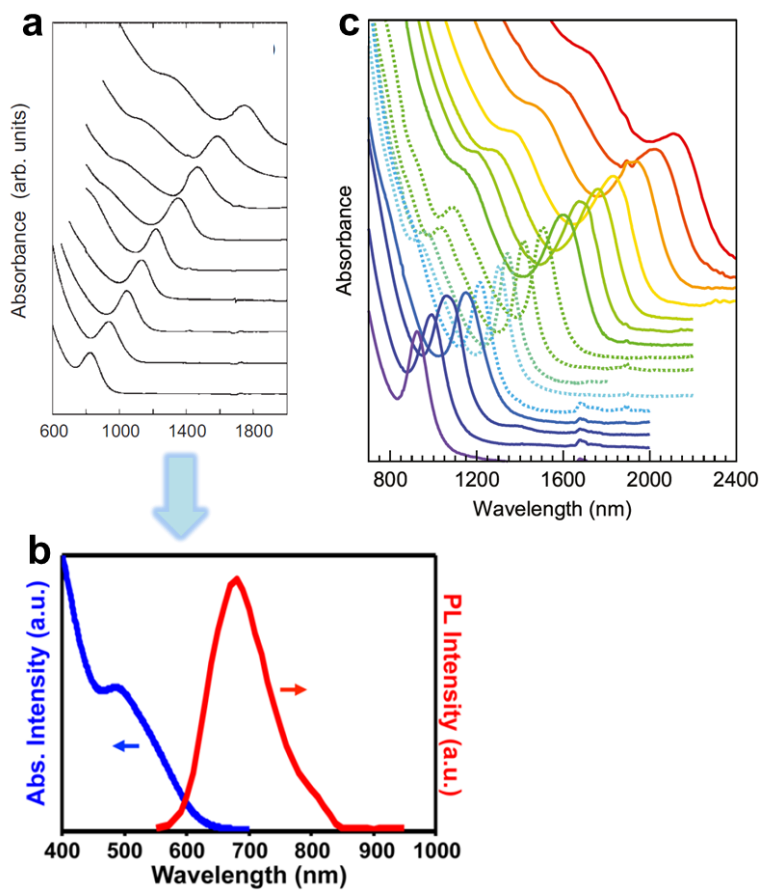 a
Absorbance (arb. units)
600 1000 1400 1800
c
Absorbance
800 1200 1600 2000 2400
Wavelength (nm)
b
Abs. Intensity (a.u.)
PL Intensity (a.u.)
400 500 600 700 800 900 1000
Wavelength (nm)